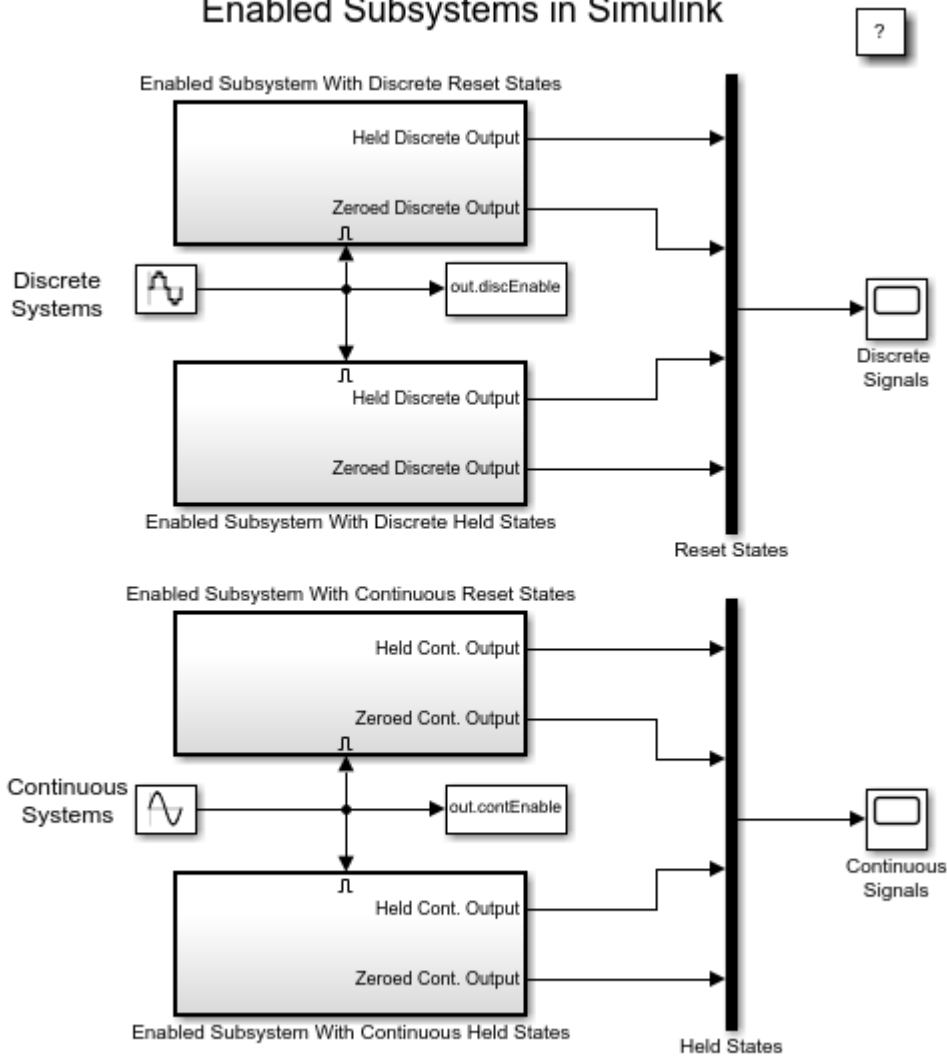 Enabled Subsystems in Simulink
?
Enabled Subsystem With Discrete Reset States
Held Discrete Output
Zeroed Discrete Output
Discrete
Systems
out.discEnable
Held Discrete Output
Zeroed Discrete Output
Enabled Subsystem With Discrete Held States
Discrete
Signals
Reset States
Enabled Subsystem With Continuous Reset States
Held Cont. Output
Zeroed Cont. Output
Continuous
Systems
out.contEnable
Held Cont. Output
Zeroed Cont. Output
Enabled Subsystem With Continuous Held States
Continuous
Signals
Held States